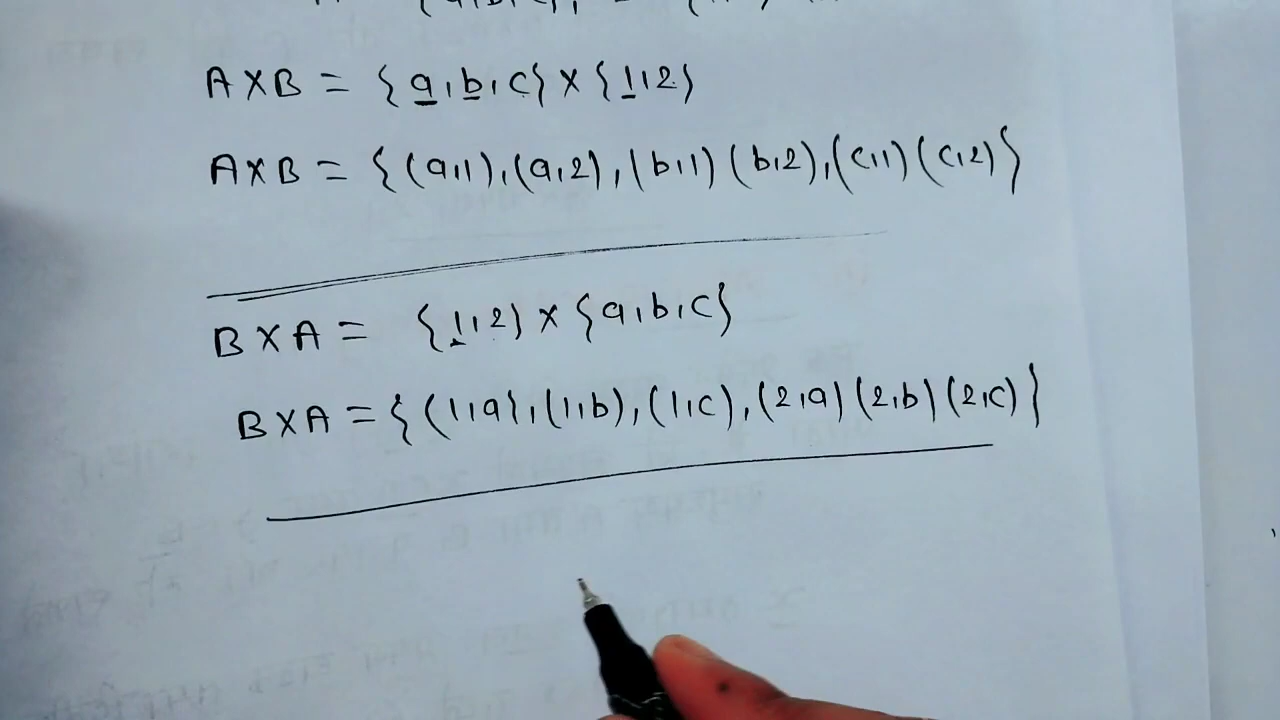 A×B = {a,b,c}×{1,2}
A×B = {(a,1),(a,2),(b,1)(b,2),(c,1)(c,2)}
B×A = {1,2}×{a,b,c}
B×A={(1,a},(1,b),(1,c),(2,a)(2,b)(2,c)}